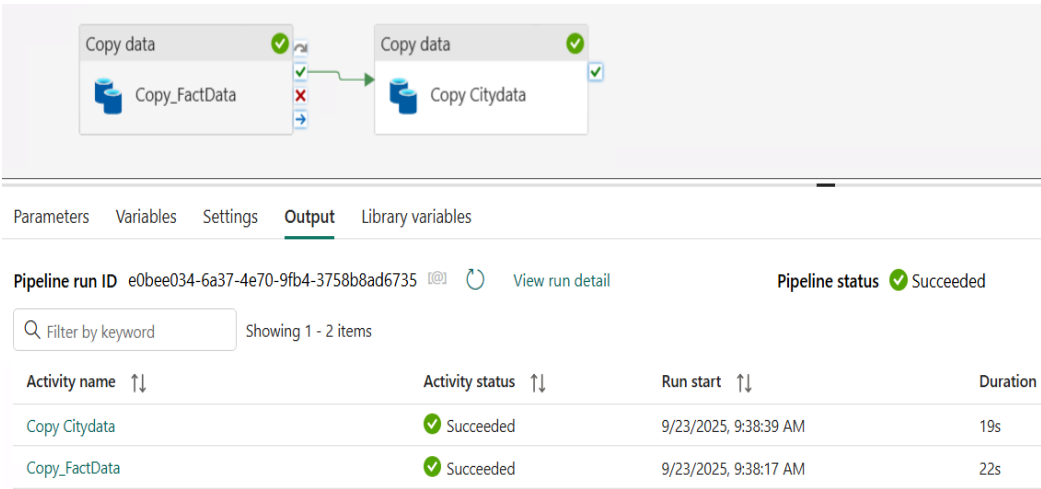 Copy data Copy data
Copy_FactData Copy Citydata
Parameters Variables Settings Output Library variables
Pipeline run ID e0bee034-6a37-4e70-9fb4-3758b8ad6735 [@] View run detail Pipeline status Succeeded
Filter by keyword Showing 1 - 2 items
Activity name Activity status Run start Duration
Copy Citydata Succeeded 9/23/2025, 9:38:39 AM 19s
Copy_FactData Succeeded 9/23/2025, 9:38:17 AM 22s